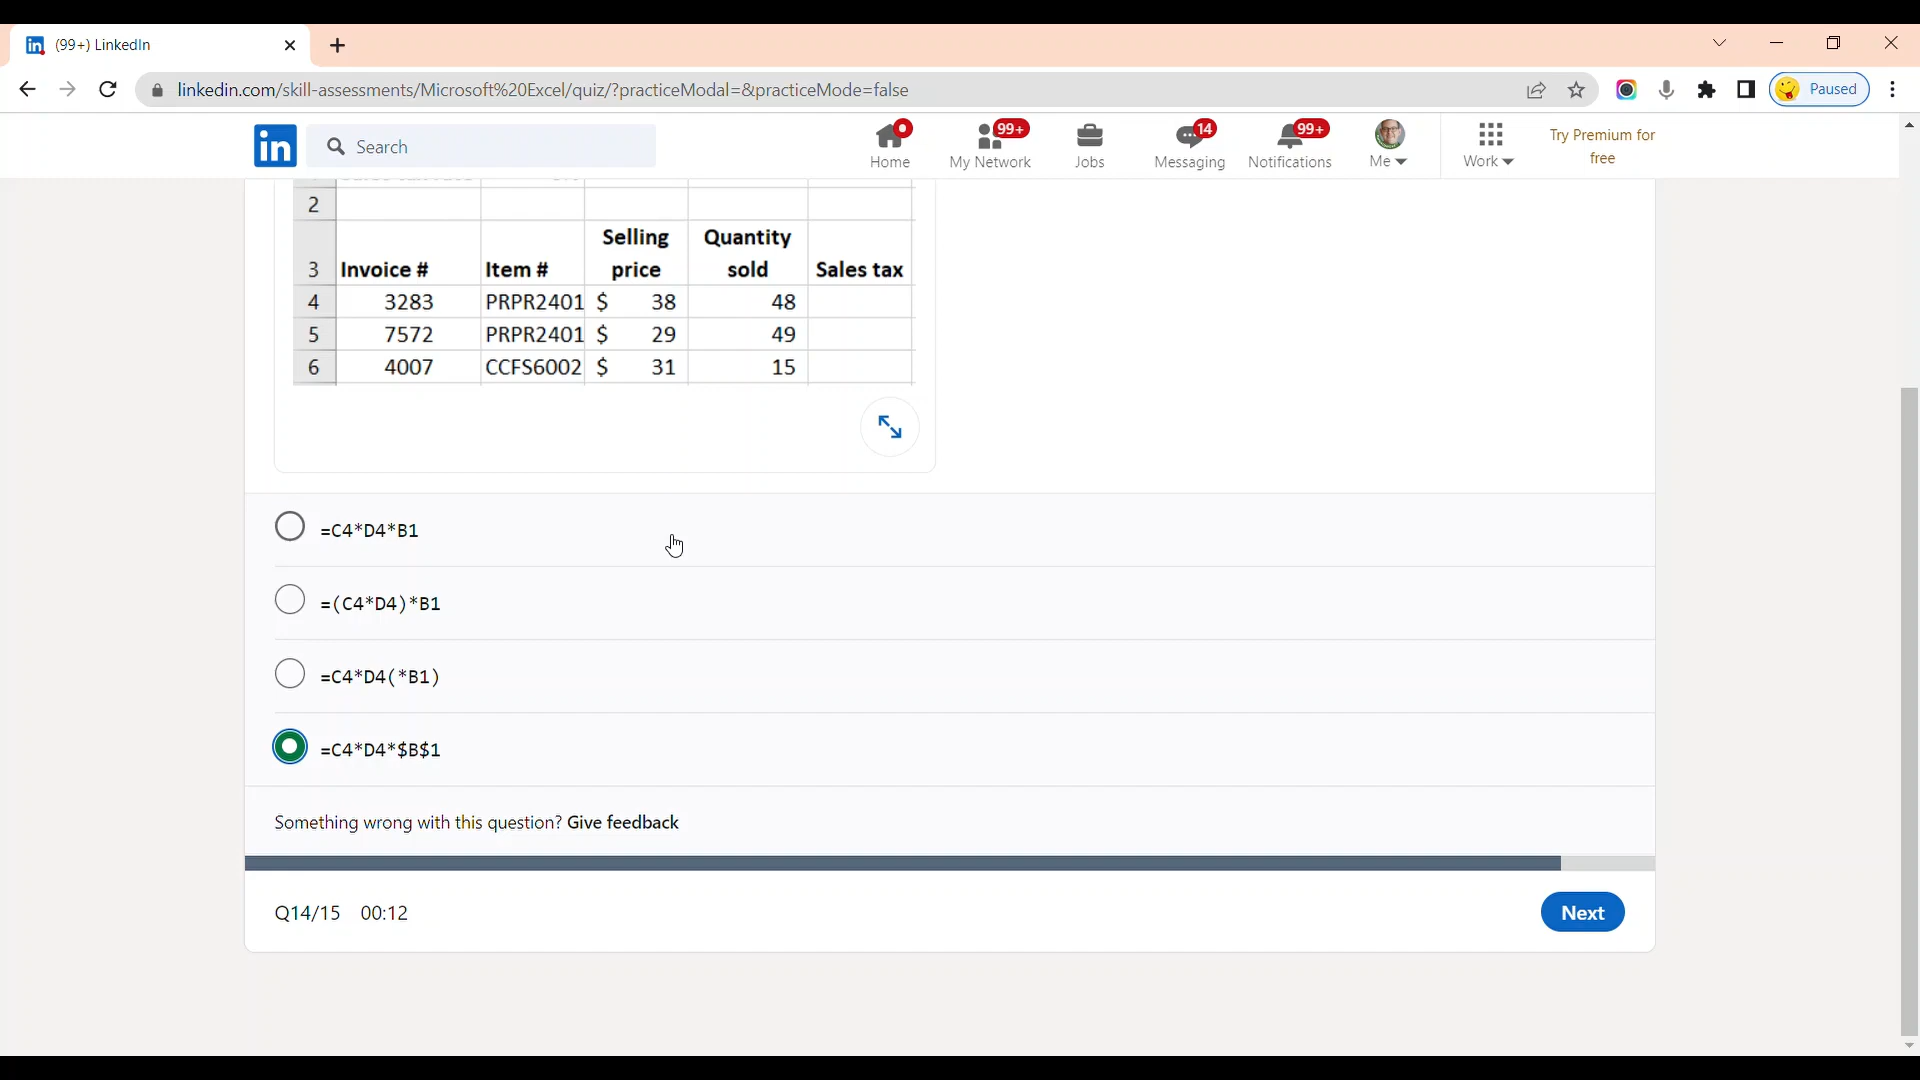 (99+) LinkedIn
linkedin.com/skill-assessments/Microsoft%20Excel/quiz/?practiceModal=&practiceMode=false
Paused
in
Search
Home
99+
My Network
Jobs
14
Messaging
99+
Notifications
Me
Work
Try Premium for
free
2
Selling Quantity
3 Invoice # Item # price sold Sales tax
4 3283 PRPR2401 $ 38 48
5 7572 PRPR2401 $ 29 49
6 4007 CCFS6002 $ 31 15
=C4*D4*B1
=(C4*D4)*B1
=C4*D4(*B1)
=C4*D4*$B$1
Something wrong with this question? Give feedback
Q14/15 00:12
Next